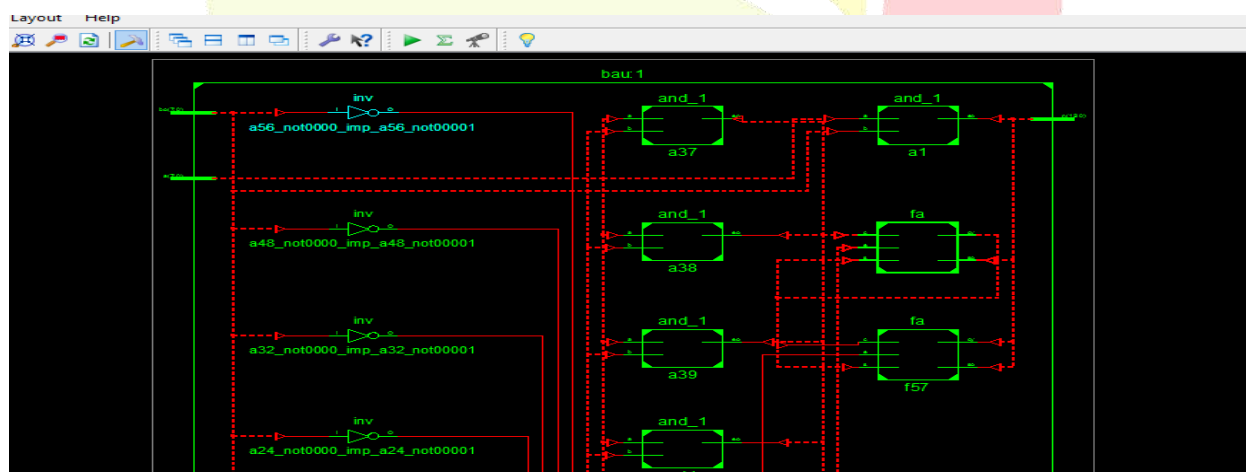 Layout Help
bau:1
inv
a56_not0000_imp_a56_not00001
and_1
a37
and_1
a1
inv
a48_not0000_imp_a48_not00001
and_1
a38
fa
inv
a32_not0000_imp_a32_not00001
and_1
a39
fa
f57
inv
a24_not0000_imp_a24_not00001
and_1